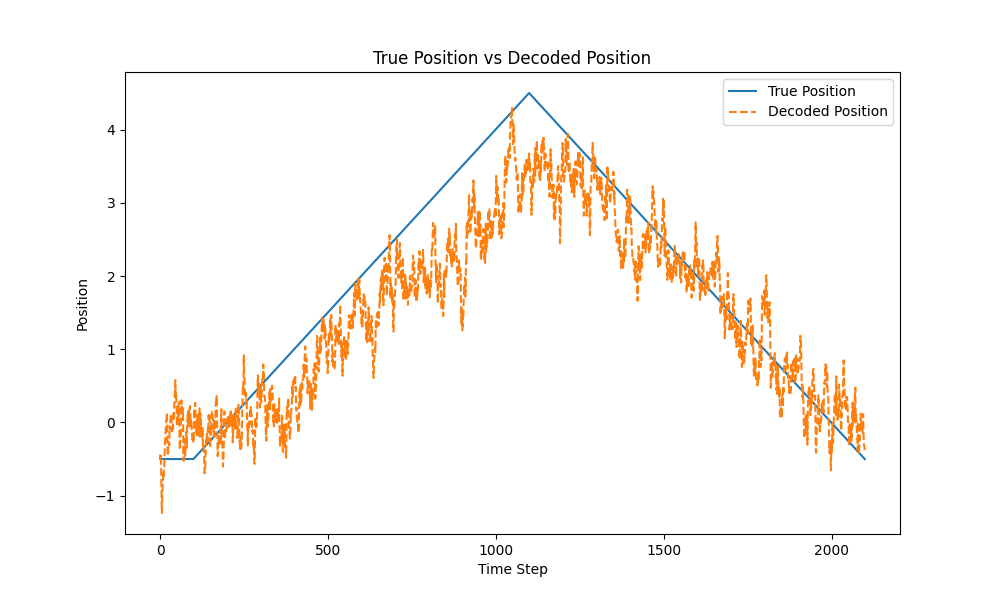 True Position vs Decoded Position
True Position
Decoded Position
4
3
2
1
0
−1
Position
0 500 1000 1500 2000
Time Step